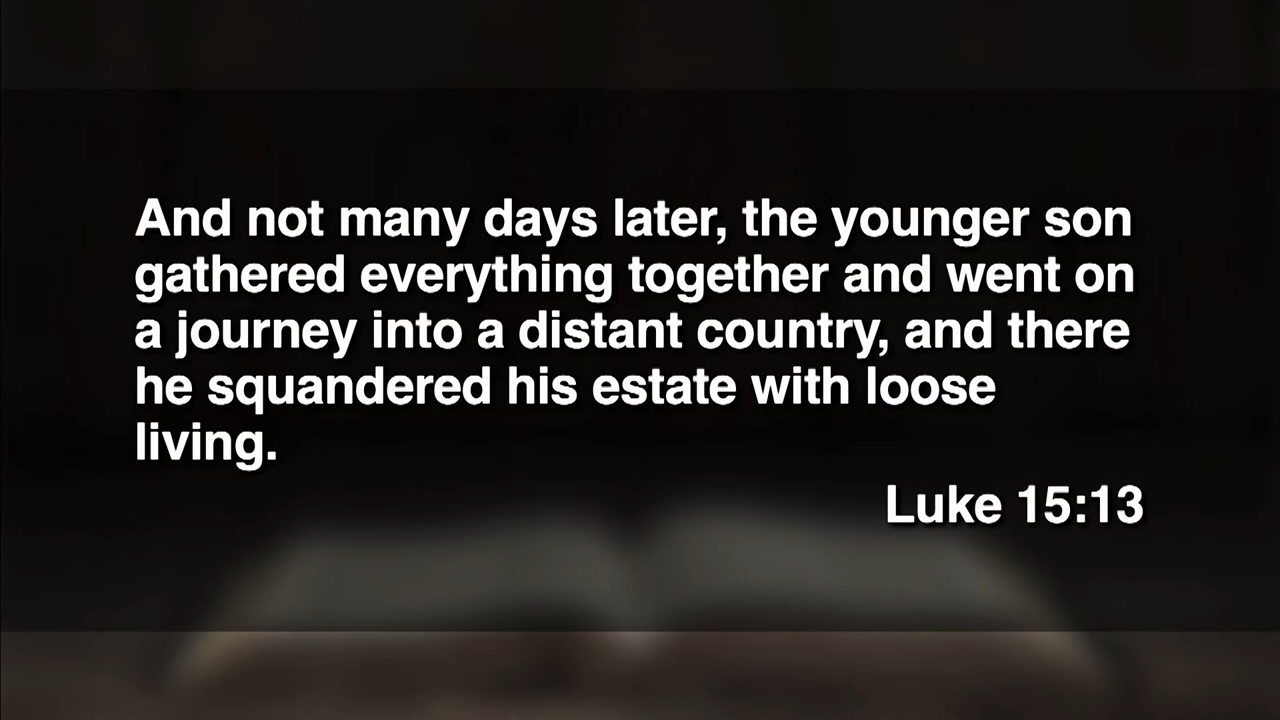 And not many days later, the younger son
gathered everything together and went on
a journey into a distant country, and there
he squandered his estate with loose
living.
Luke 15:13